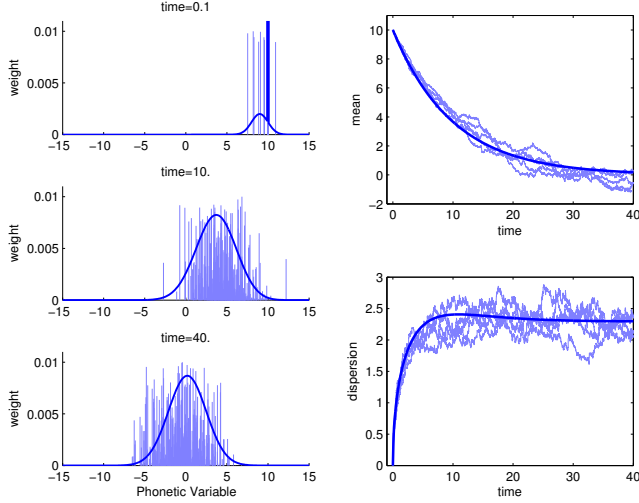 time=0.1
0.01
0.005
0
weight
−15 −10 −5 0 5 10 15
time=10.
0.01
0.005
0
weight
−15 −10 −5 0 5 10 15
time=40.
0.01
0.005
0
weight
−15 −10 −5 0 5 10 15
Phonetic Variable
10
8
6
4
2
0
−2
mean
0 10 20 30 40
time
3
2.5
2
1.5
1
0.5
0
dispersion
0 10 20 30 40
time